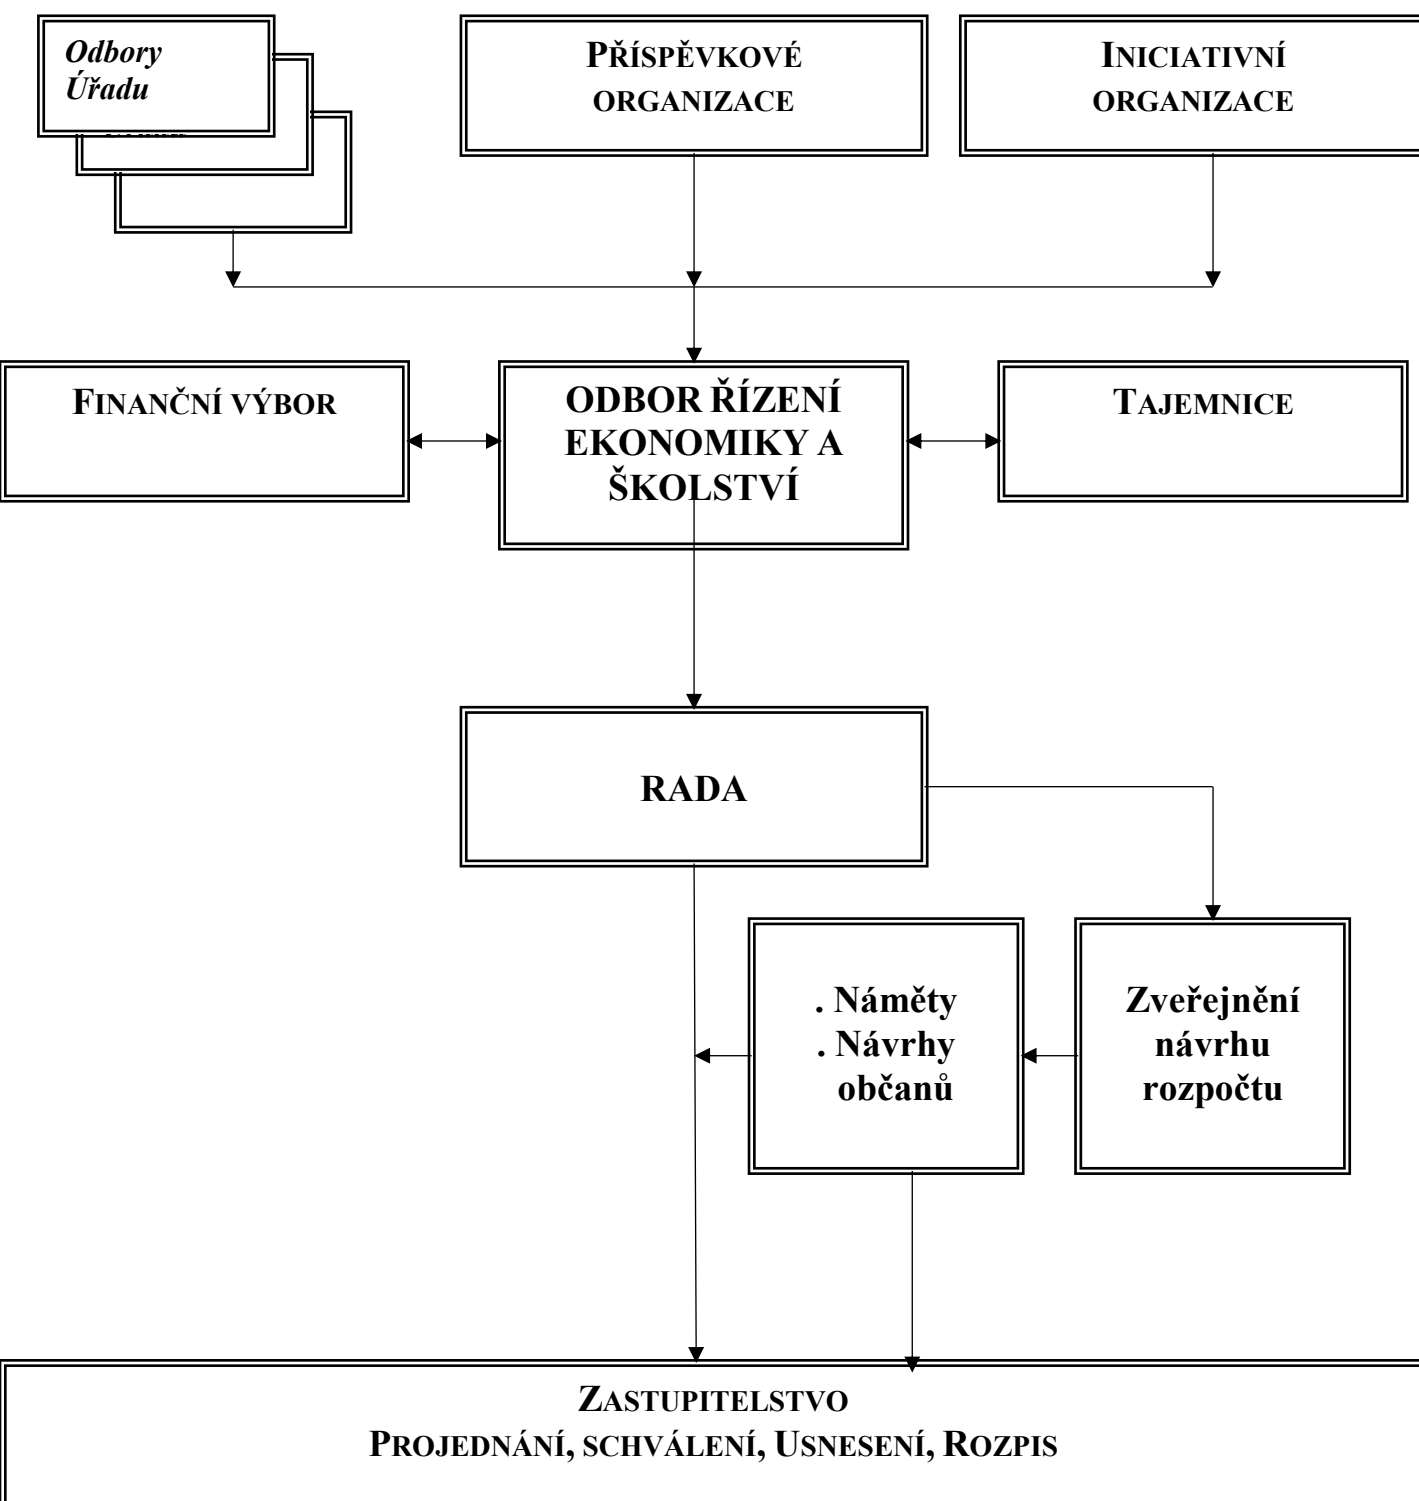 Odbory
Úřadu
PŘÍSPĚVKOVÉ
ORGANIZACE
INICIATIVNÍ
ORGANIZACE
FINANČNÍ VÝBOR
ODBOR ŘÍZENÍ
EKONOMIKY A
ŠKOLSTVÍ
TAJEMNICE
RADA
. Náměty
. Návrhy
občanů
Zveřejnění
návrhu
rozpočtu
ZASTUPITELSTVO
PROJEDNÁNÍ, SCHVÁLENÍ, USNESENÍ, ROZPIS